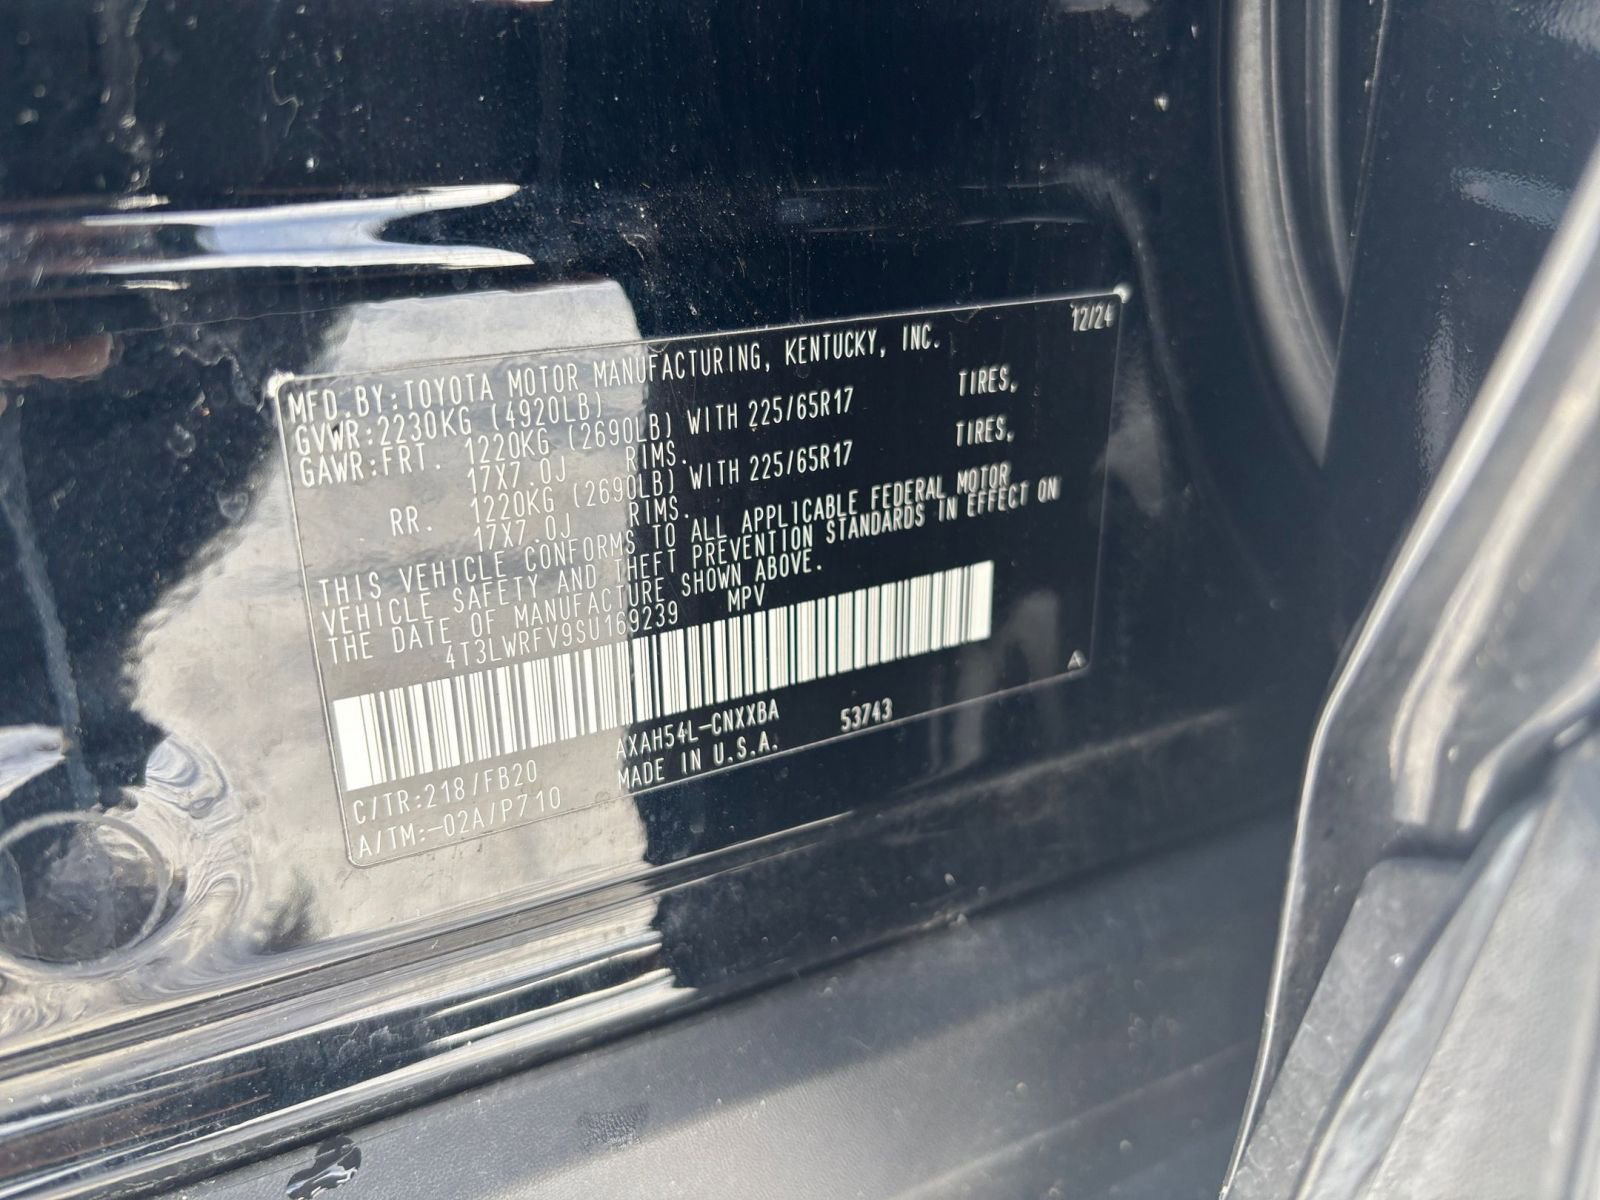 12/24
MFD.BY:TOYOTA MOTOR MANUFACTURING, KENTUCKY, INC.
GVWR:2230KG (4920LB)
GAWR:FRT. 1220KG (2690LB) WITH 225/65R17 TIRES,
17X7.0J RIMS.
RR. 1220KG (2690LB) WITH 225/65R17 TIRES,
17X7.0J RIMS.
THIS VEHICLE CONFORMS TO ALL APPLICABLE FEDERAL MOTOR
VEHICLE SAFETY AND THEFT PREVENTION STANDARDS IN EFFECT ON
THE DATE OF MANUFACTURE SHOWN ABOVE.
4T3LWRFV9SU169239 MPV
C/TR:218/FB20 AXAH54L-CNXXBA 53743
A/TM:-02A/P710 MADE IN U.S.A.
A